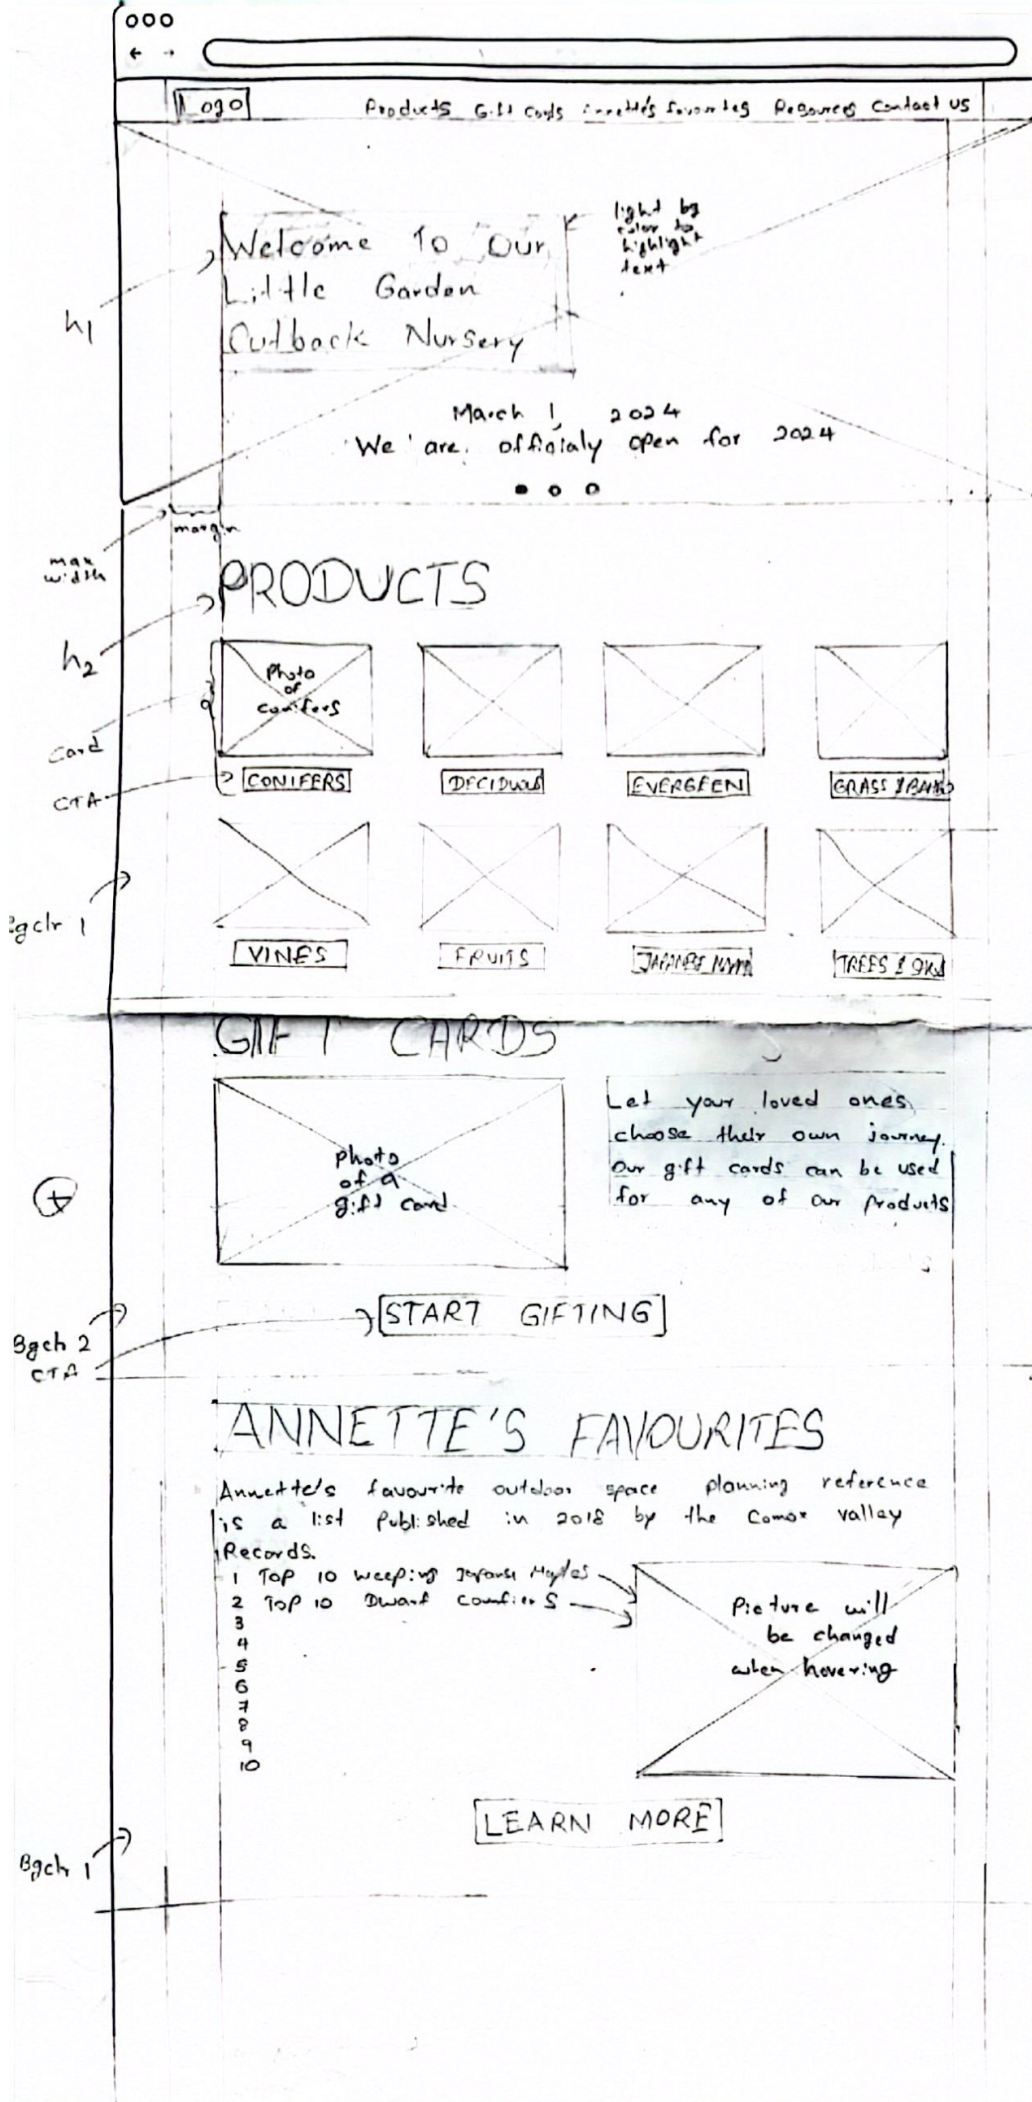 Logo
Products Gift Cards Annette's favourites Resources Contact US
light bg
color to
highlight
text
Welcome To Our
Little Garden
Cutback Nursery
h1
March 1, 2024
We are officialy open for 2024
margin
max
width
PRODUCTS
h2
Photo
of
conifers
Card
CTA
CONIFERS
EVERGEEN
GRASS &
Bgclr 1
VINES
FRUITS
TREES &
GIFT CARDS
Let your loved ones
choose their own journey.
Our gift cards can be used
for any of our Products
Photo
of a
gift card
START GIFTING
Bgclr 2
CTA
ANNETTE'S FAVOURITES
Annette's favourite outdoor space planning reference
is a list Published in 2018 by the Comox valley
Records.
1 TOP 10 weeping Japanese Maples
2 TOP 10 Dwarf
3
4
5
6
7
8
9
10
Picture will
be changed
when hovering
LEARN MORE
Bgclr 1